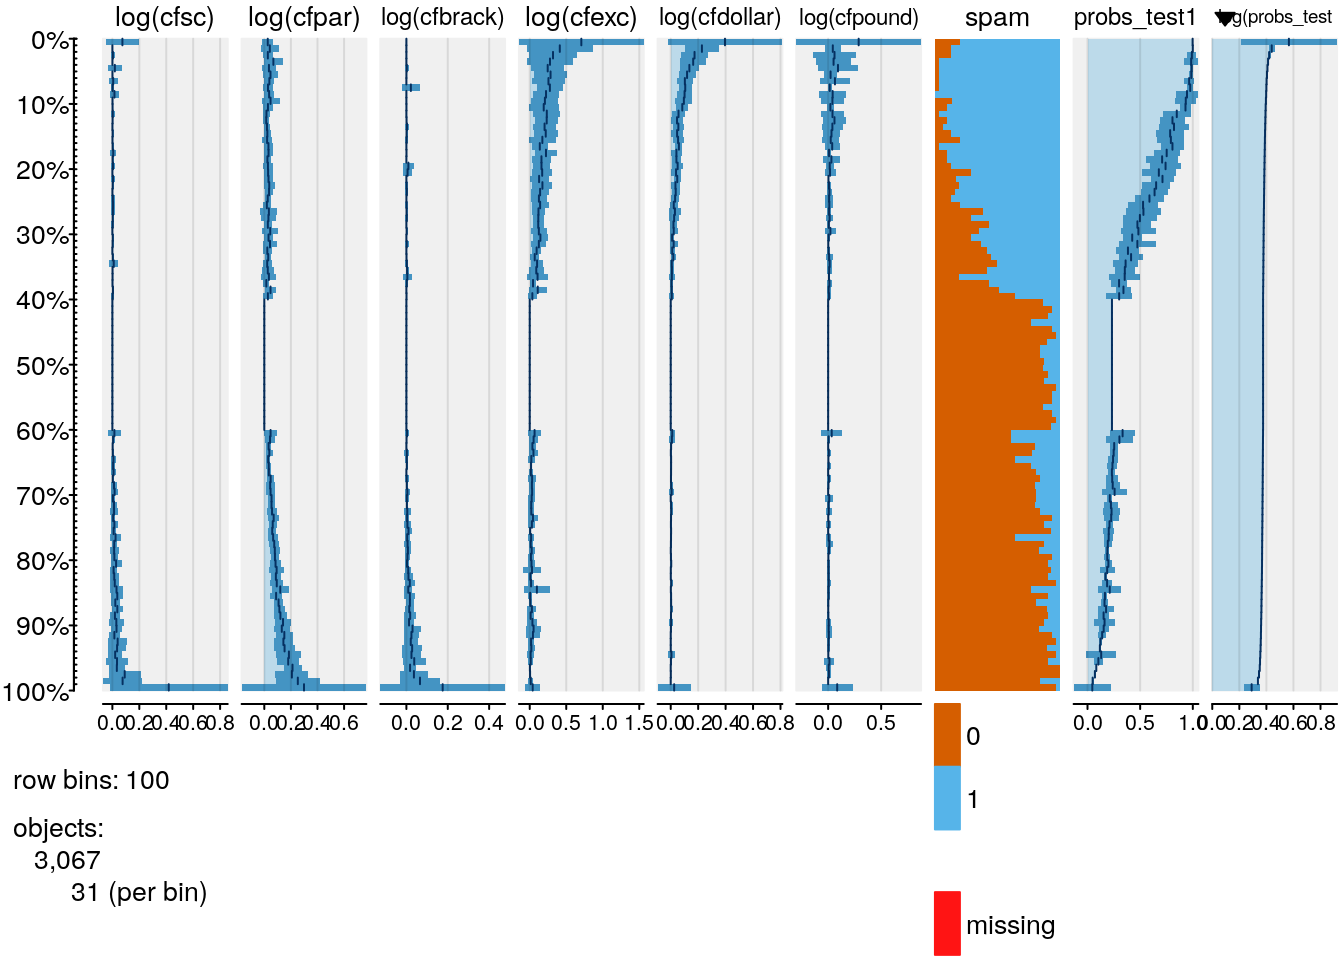 log(cfsc) log(cfpar) log(cfbrack) log(cfexc) log(cfdollar) log(cfpound) spam probs_test1 g(probs_test
0%
10%
20%
30%
40%
50%
60%
70%
80%
90%
100%
0.0 0.2 0.4 0.6 0.8 0.0 0.2 0.4 0.6 0.0 0.2 0.4 0.0 0.5 1.0 1.5 0.0 0.2 0.4 0.6 0.8 0.0 0.5 0.0 0.5 1.0 0.0 0.2 0.4 0.6 0.8
0
1
missing
row bins: 100
objects:
3,067
31 (per bin)